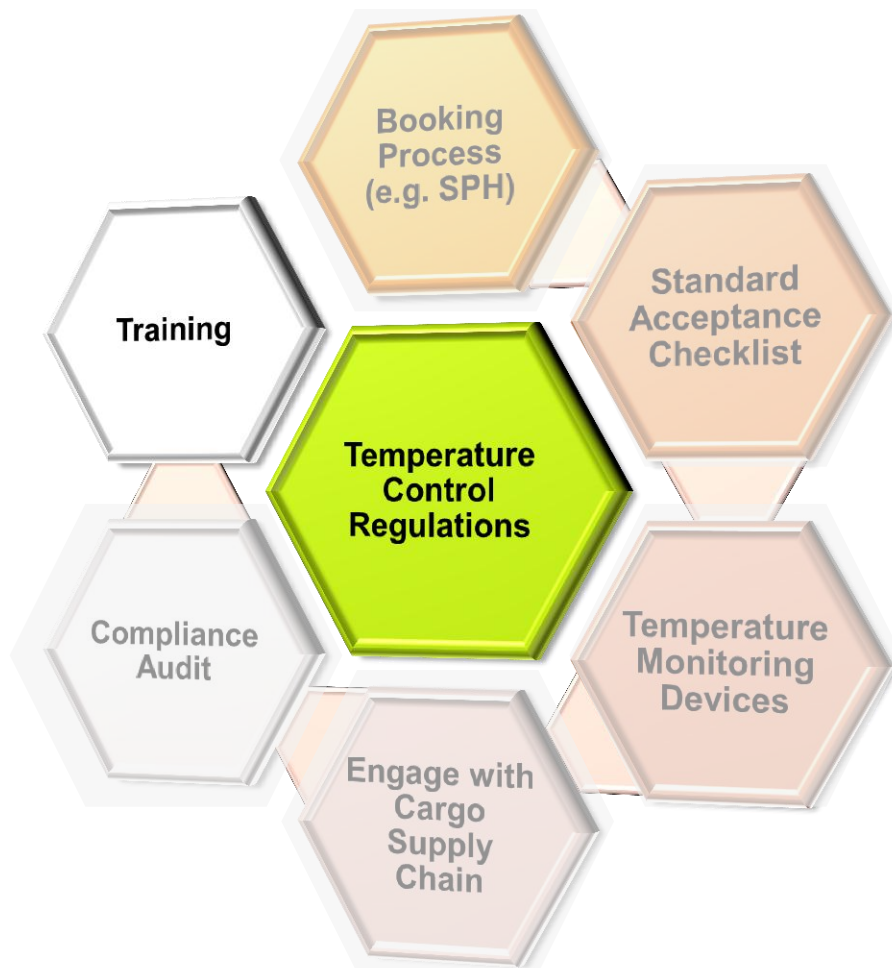 Booking
Process
(e.g. SPH)
Standard
Acceptance
Checklist
Training
Temperature
Control
Regulations
Compliance
Audit
Temperature
Monitoring
Devices
Engage with
Cargo
Supply
Chain